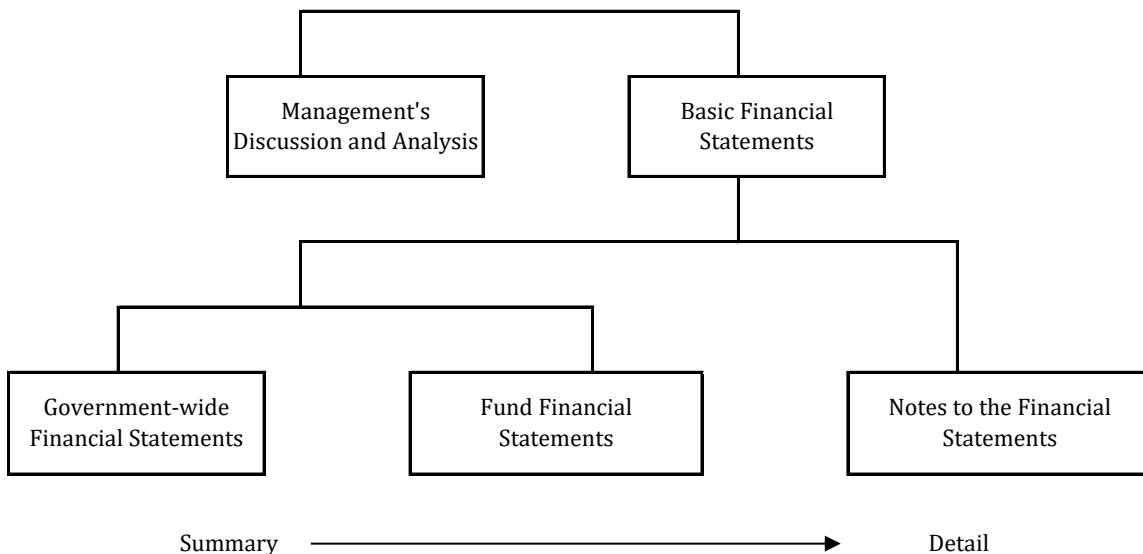 Management's
Discussion and Analysis
Basic Financial
Statements
Government-wide
Financial Statements
Fund Financial
Statements
Notes to the Financial
Statements
Summary
Detail